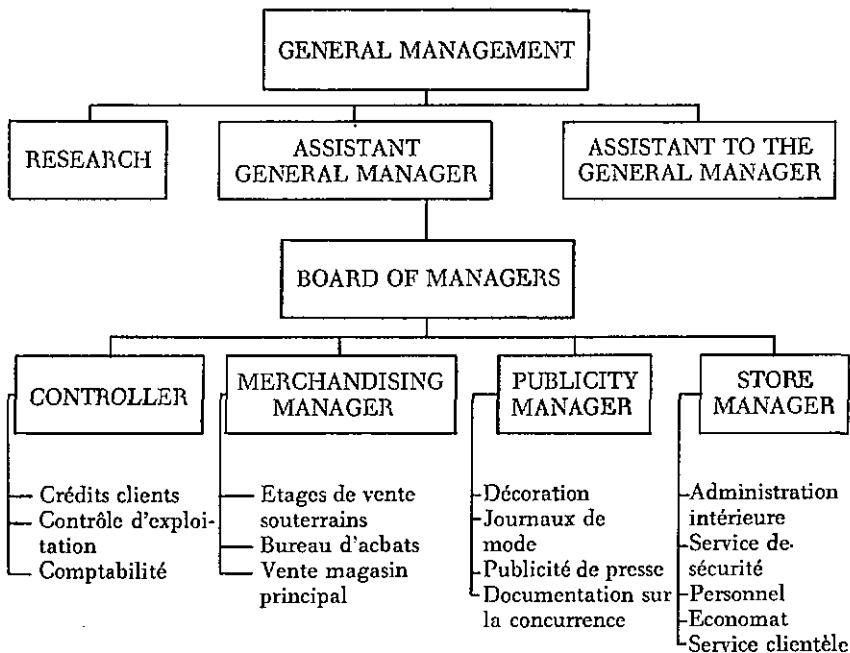 GENERAL MANAGEMENT
RESEARCH
ASSISTANT
GENERAL MANAGER
ASSISTANT TO THE
GENERAL MANAGER
BOARD OF MANAGERS
CONTROLLER
MERCHANDISING
MANAGER
PUBLICITY
MANAGER
STORE
MANAGER
Crédits clients
Contrôle d'exploi-
tation
Comptabilité
Etages de vente
souterrains
Bureau d'acbats
Vente magasin
principal
Décoration
Journaux de
mode
Publicité de presse
Documentation sur
la concurrence
Administration
intérieure
Service de
sécurité
Personnel
Economat
Service clientèle